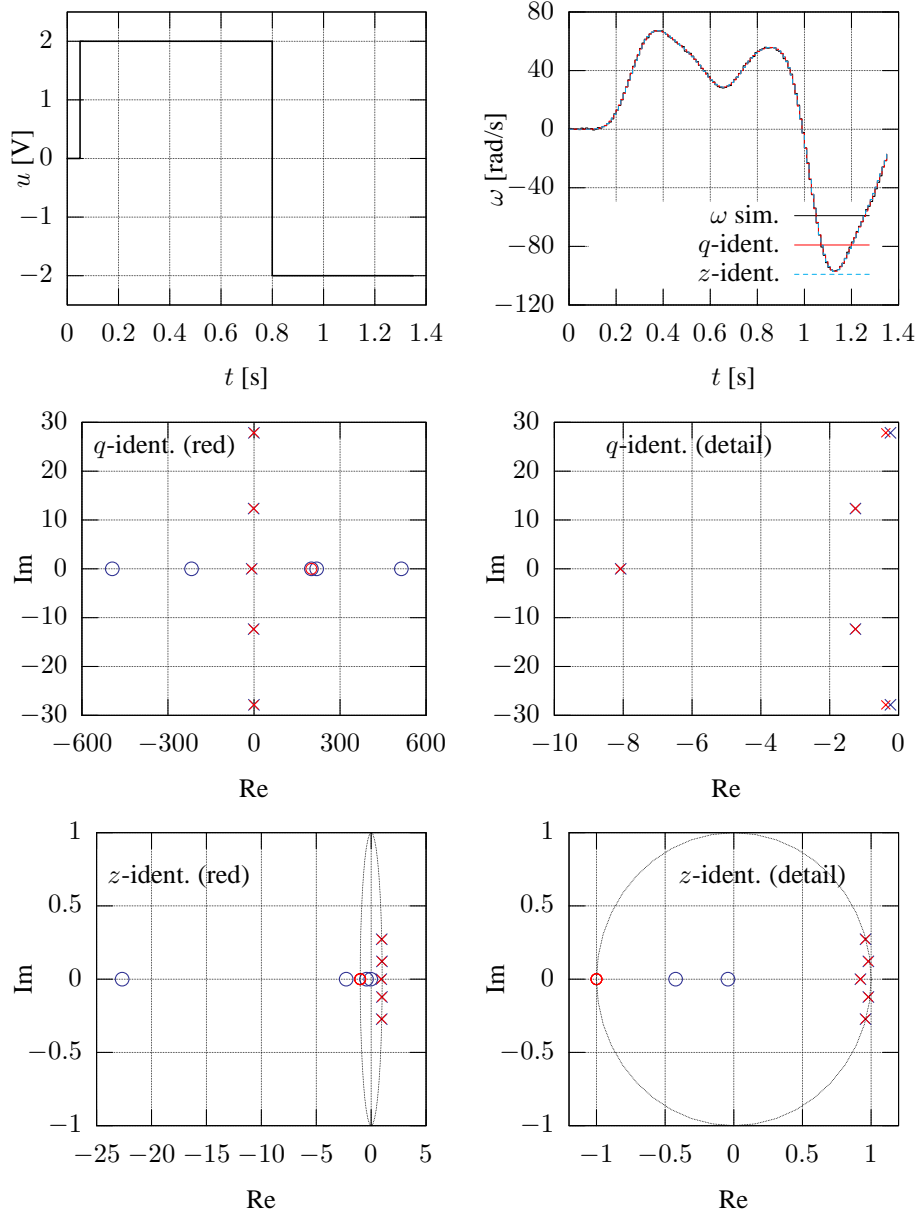 2
1
0
−1
−2
u [V]
0 0.2 0.4 0.6 0.8 1 1.2 1.4
t [s]
80
40
0
−40
−80
−120
ω [rad/s]
ω sim.
q-ident.
z-ident.
0 0.2 0.4 0.6 0.8 1 1.2 1.4
t [s]
30
20
10
0
−10
−20
−30
Im
q-ident. (red)
−600 −300 0 300 600
Re
30
20
10
0
−10
−20
−30
Im
q-ident. (detail)
−10 −8 −6 −4 −2 0
Re
1
0.5
0
−0.5
−1
Im
z-ident. (red)
−25 −20 −15 −10 −5 0 5
Re
1
0.5
0
−0.5
−1
Im
z-ident. (detail)
−1 −0.5 0 0.5 1
Re